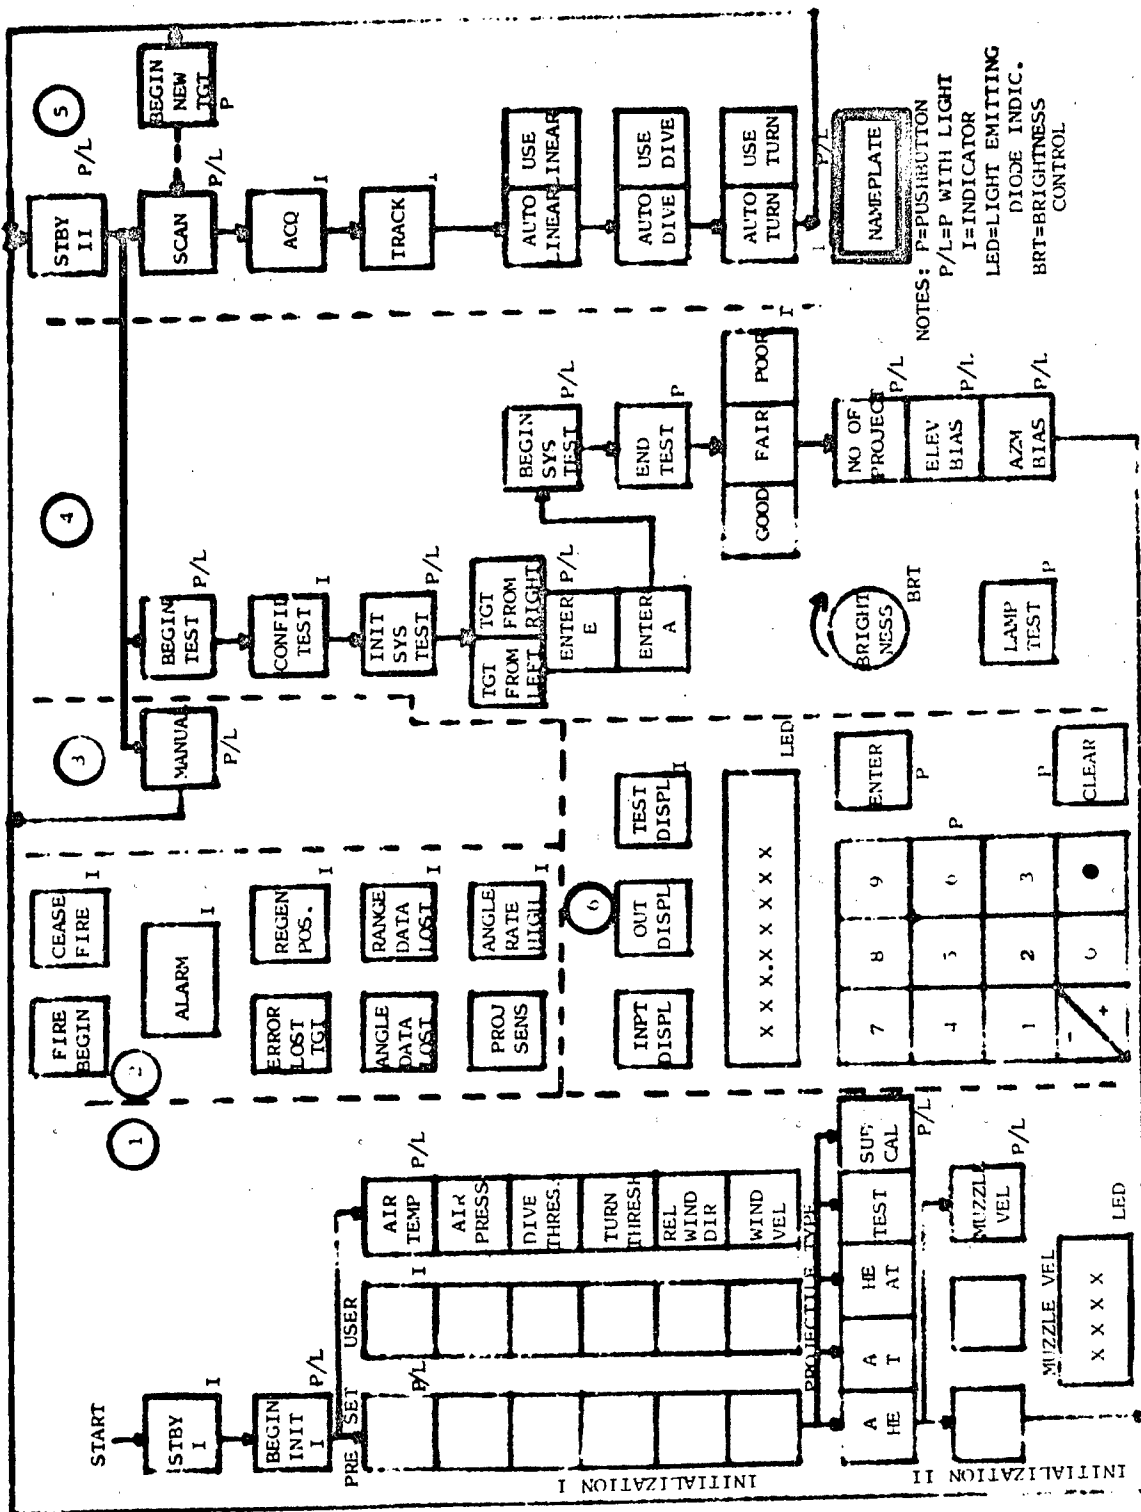 START
STBY
I
I
BEGIN
INIT
I
P/L
PRE SET
USER
P/L
I
AIR
TEMP
P/L
AIR
PRESS
DIVE
THRES.
TURN
THRESH
REL
WIND
DIR
WIND
VEL
INITIALIZATION I
PROJECTILE TYPE
A
HE
A
T
HE
AT
TEST
CAL
P/L
INITIALIZATION II
MUZZLE
VEL
P/L
MUZZLE VEL
X X X X
LED
1
2
FIRE
BEGIN
CEASE
FIRE
I
ALARM
I
ERROR
LOST
TGT
REGEN
POS.
I
ANGLE
DATA
LOST
RANGE
DATA
LOST
I
PROJ
SENS
ANGLE
RATE
HIGH
I
6
INPT
DISPL
OUT
DISPL
TEST
DISPL
I
X X X.X X X X X X
LED
7
8
9
4
5
6
P
1
2
3
-
+
0
ENTER
P
P
CLEAR
3
MANUAL
P/L
4
BEGIN
TEST
P/L
CONFID
TEST
I
INIT
SYS
TEST
P/L
TGT
FROM
LEFT
TGT
FROM
RIGHT
ENTER
E
P/L
ENTER
A
BEGIN
SYS
TEST
P/L
END
TEST
P
GOOD
FAIR
POOR
I
NO OF
PROJECT
P/L
ELEV
BIAS
P/L
AZM
BIAS
P/L
BRIGHT
NESS
BRT
LAMP
TEST
P
5
STBY
II
P/L
BEGIN
NEW
TGT
P
SCAN
P/L
ACQ
I
TRACK
I
AUTO
LINEAR
USE
LINEAR
AUTO
DIVE
USE
DIVE
AUTO
TURN
USE
TURN
I
P/L
NAMEPLATE
NOTES: P=PUSHBUTTON
P/L=P WITH LIGHT
I=INDICATOR
LED=LIGHT EMITTING
DIODE INDIC.
BRT=BRIGHTNESS
CONTROL